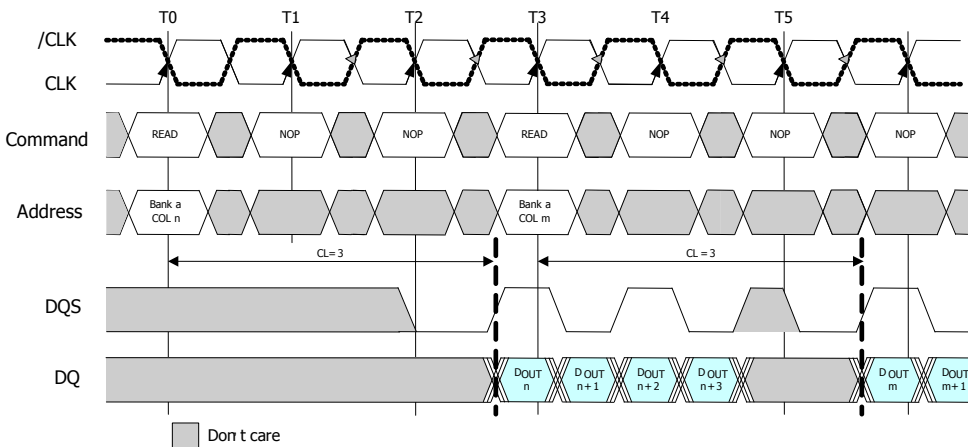 T0 T1 T2 T3 T4 T5
/CLK
CLK
Command READ NOP NOP READ NOP NOP NOP
Address Bank a COL n Bank a COL m
CL= 3 CL = 3
DQS
DQ DOUT n DOUT n+1 DOUT n+2 DOUT n+3 DOUT m DOUT m+1
Don't care